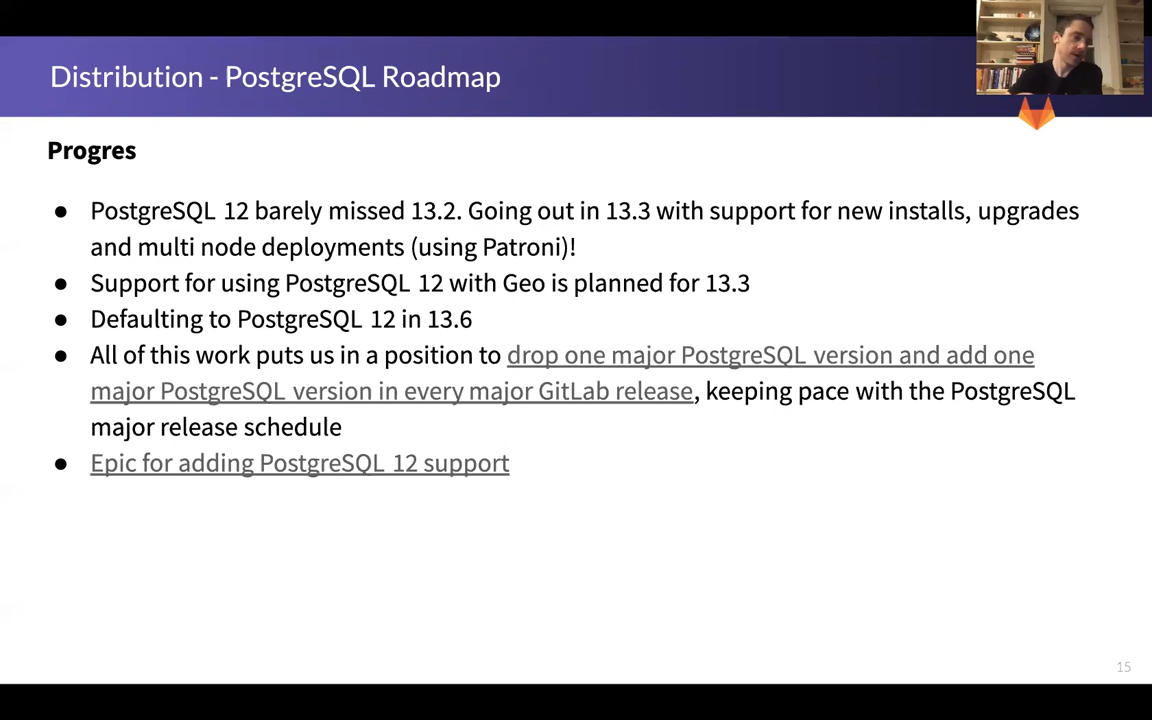 Distribution - PostgreSQL Roadmap
Progres
● PostgreSQL 12 barely missed 13.2. Going out in 13.3 with support for new installs, upgrades
and multi node deployments (using Patroni)!
● Support for using PostgreSQL 12 with Geo is planned for 13.3
● Defaulting to PostgreSQL 12 in 13.6
● All of this work puts us in a position to drop one major PostgreSQL version and add one
major PostgreSQL version in every major GitLab release, keeping pace with the PostgreSQL
major release schedule
● Epic for adding PostgreSQL 12 support
15